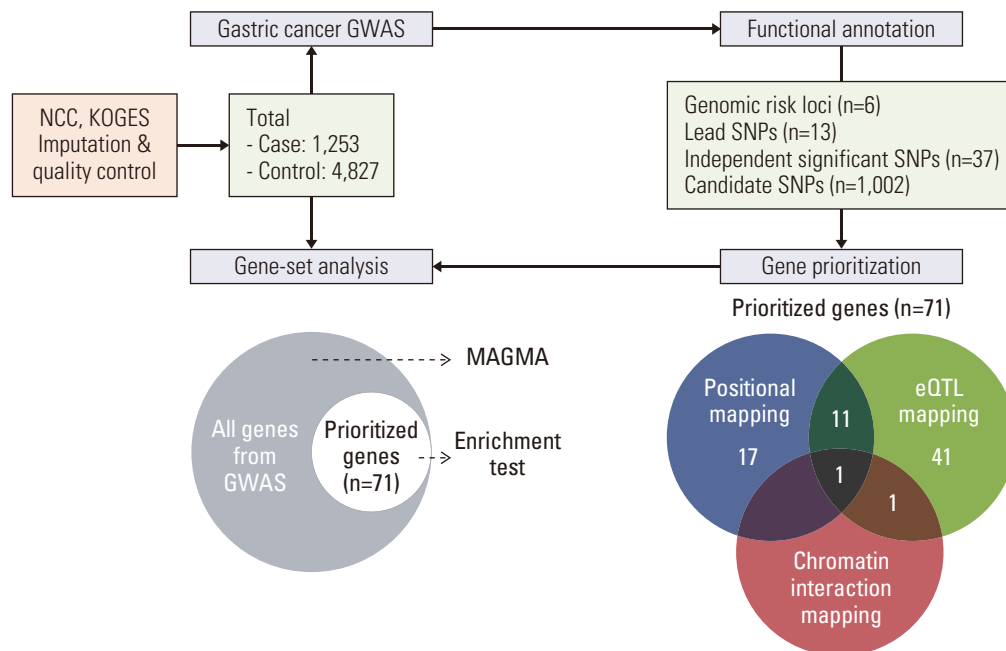 Gastric cancer GWAS
Functional annotation
NCC, KOGES
Imputation &
quality control
Total
- Case: 1,253
- Control: 4,827
Genomic risk loci (n=6)
Lead SNPs (n=13)
Independent significant SNPs (n=37)
Candidate SNPs (n=1,002)
Gene-set analysis
Gene prioritization
All genes
from
GWAS
Prioritized
genes
(n=71)
MAGMA
Enrichment
test
Prioritized genes (n=71)
Positional
mapping
17
11
eQTL
mapping
41
1
1
Chromatin
interaction
mapping